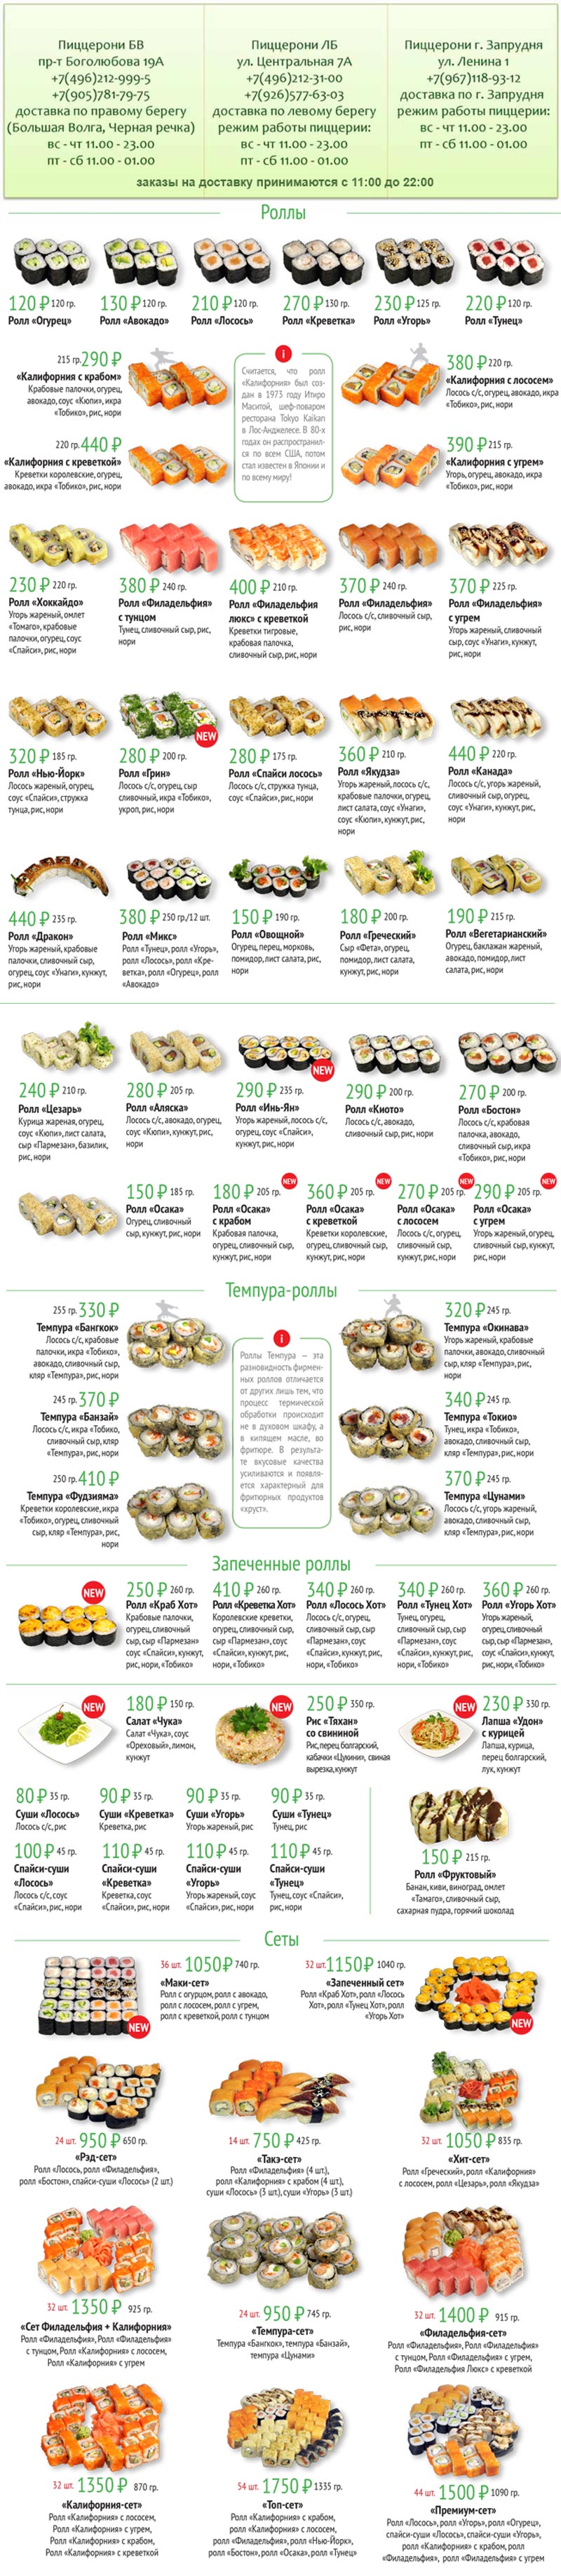 Пиццерони БВ
пр-т Боголюбова 19А
+7(496)212-999-5
+7(905)781-79-75
доставка по правому берегу
(Большая Волга, Черная речка)
вс - чт 11.00 - 23.00
пт - сб 11.00 - 01.00
Пиццерони ЛБ
ул. Центральная 7А
+7(496)212-31-00
+7(926)577-63-03
доставка по левому берегу
режим работы пиццерии:
вс - чт 11.00 - 23.00
пт - сб 11.00 - 01.00
Пиццерони г. Запрудня
ул. Ленина 1
+7(967)118-93-12
доставка по г. Запрудня
режим работы пиццерии:
вс - чт 11.00 - 23.00
пт - сб 11.00 - 01.00
заказы на доставку принимаются с 11:00 до 22:00
Роллы
120 ₽ 120 гр.
Ролл «Огурец»
130 ₽ 120 гр.
Ролл «Авокадо»
210 ₽ 120 гр.
Ролл «Лосось»
270 ₽ 130 гр.
Ролл «Креветка»
230 ₽ 125 гр.
Ролл «Угорь»
220 ₽ 120 гр.
Ролл «Тунец»
215 гр. 290 ₽
«Калифорния с крабом»
Крабовые палочки, огурец,
авокадо, соус «Кюпи», икра
«Тобико», рис, нори
220 гр. 440 ₽
«Калифорния с креветкой»
Креветки королевские, огурец,
авокадо, икра «Тобико», рис, нори
i
Считается, что ролл
«Калифорния» был соз-
дан в 1973 году Итиро
Маситой, шеф-поваром
ресторана Tokyo Kaikan
в Лос-Анджелесе. В 80-х
годах он распространил-
ся по всем США, потом
стал известен в Японии и
по всему миру!
380 ₽ 220 гр.
«Калифорния с лососем»
Лосось с/с, огурец, авокадо, икра
«Тобико», рис, нори
390 ₽ 215 гр.
«Калифорния с угрем»
Угорь, огурец, авокадо, икра
«Тобико», рис, нори
230 ₽ 220 гр.
Ролл «Хоккайдо»
Угорь жареный, омлет
«Томаго», крабовые
палочки, огурец, соус
«Спайси», рис, нори
380 ₽ 240 гр.
Ролл «Филадельфия»
с тунцом
Тунец, сливочный сыр, рис,
нори
400 ₽ 210 гр.
Ролл «Филадельфия
люкс» с креветкой
Креветки тигровые,
крабовая палочка,
сливочный сыр, рис, нори
370 ₽ 240 гр.
Ролл «Филадельфия»
Лосось с/с, сливочный сыр,
рис, нори
370 ₽ 225 гр.
Ролл «Филадельфия»
с угрем
Угорь жареный, сливочный
сыр, соус «Унаги», кунжут,
рис, нори
320 ₽ 185 гр.
Ролл «Нью-Йорк»
Лосось жареный, огурец,
соус «Спайси», стружка
тунца, рис, нори
NEW
280 ₽ 200 гр.
Ролл «Грин»
Лосось с/с, огурец, сыр
сливочный, икра «Тобико»,
укроп, рис, нори
280 ₽ 175 гр.
Ролл «Спайси лосось»
Лосось с/с, стружка тунца,
соус «Спайси», рис, нори
360 ₽ 210 гр.
Ролл «Якудза»
Угорь жареный, лосось с/с,
крабовые палочки, огурец,
лист салата, соус «Унаги»,
соус «Кюпи», кунжут, рис,
нори
440 ₽ 220 гр.
Ролл «Канада»
Лосось с/с, угорь жареный,
сливочный сыр, огурец,
соус «Унаги», кунжут, рис,
нори
440 ₽ 235 гр.
Ролл «Дракон»
Угорь жареный, крабовые
палочки, сливочный сыр,
огурец, соус «Унаги», кунжут,
рис, нори
380 ₽ 250 гр./12 шт.
Ролл «Микс»
Ролл «Тунец», ролл «Угорь»,
ролл «Лосось», ролл «Кре-
ветка», ролл «Огурец», ролл
«Авокадо»
150 ₽ 190 гр.
Ролл «Овощной»
Огурец, перец, морковь,
помидор, лист салата, рис,
нори
180 ₽ 200 гр.
Ролл «Греческий»
Сыр «Фета», огурец,
помидор, лист салата,
кунжут, рис, нори
190 ₽ 215 гр.
Ролл «Вегетарианский»
Огурец, баклажан жареный,
авокадо, помидор, лист
салата, рис, нори
240 ₽ 210 гр.
Ролл «Цезарь»
Курица жареная, огурец,
соус «Кюпи», лист салата,
сыр «Пармезан», базилик,
рис, нори
280 ₽ 205 гр.
Ролл «Аляска»
Лосось с/с, авокадо, огурец,
соус «Кюпи», кунжут, рис,
нори
NEW
290 ₽ 235 гр.
Ролл «Инь-Ян»
Угорь жареный, лосось с/с,
огурец, соус «Спайси»,
кунжут, рис, нори
290 ₽ 200 гр.
Ролл «Киото»
Лосось с/с, авокадо,
сливочный сыр, рис, нори
270 ₽ 200 гр.
Ролл «Бостон»
Лосось с/с, крабовая
палочка, авокадо,
сливочный сыр, икра
«Тобико», рис, нори
150 ₽ 185 гр.
Ролл «Осака»
Огурец, сливочный
сыр, кунжут, рис, нори
NEW
180 ₽ 205 гр.
Ролл «Осака»
с крабом
Крабовая палочка,
огурец, сливочный сыр,
кунжут, рис, нори
NEW
360 ₽ 205 гр.
Ролл «Осака»
с креветкой
Креветки королевские,
огурец, сливочный сыр,
кунжут, рис, нори
NEW
270 ₽ 205 гр.
Ролл «Осака»
с лососем
Лосось с/с, огурец,
сливочный сыр,
кунжут, рис, нори
NEW
290 ₽ 205 гр.
Ролл «Осака»
с угрем
Угорь жареный, огурец,
сливочный сыр, кунжут,
рис, нори
Темпура-роллы
255 гр. 330 ₽
Темпура «Бангкок»
Лосось с/с, крабовые
палочки, икра «Тобико»,
авокадо, сливочный сыр,
кляр «Темпура», рис, нори
245 гр. 370 ₽
Темпура «Банзай»
Лосось с/с, икра «Тобико,
сливочный сыр, кляр
«Темпура», рис, нори
250 гр. 410 ₽
Темпура «Фудзияма»
Креветки королевские, икра
«Тобико», огурец, сливочный
сыр, кляр «Темпура», рис,
нори
i
Роллы Темпура — эта
разновидность фирмен-
ных роллов отличается
от других лишь тем, что
процесс термической
обработки происходит
не в духовом шкафу, а
в кипящем масле, во
фритюре. В результа-
те вкусовые качества
усиливаются и появля-
ется характерный для
фритюрных продуктов
«хруст».
320 ₽ 245 гр.
Темпура «Окинава»
Угорь жареный, крабовые
палочки, авокадо, сливочный
сыр, кляр «Темпура», рис,
нори
340 ₽ 245 гр.
Темпура «Токио»
Тунец, икра «Тобико»,
авокадо, сливочный сыр,
кляр «Темпура», рис, нори
370 ₽ 245 гр.
Темпура «Цунами»
Лосось с/с, угорь жареный,
авокадо, сливочный сыр,
кляр «Темпура», рис, нори
Запеченные роллы
NEW
250 ₽ 260 гр.
Ролл «Краб Хот»
Крабовые палочки,
огурец, сливочный
сыр, сыр «Пармезан»,
соус «Спайси», кунжут,
рис, нори, «Тобико»
410 ₽ 260 гр.
Ролл «Креветка Хот»
Королевские креветки,
огурец, сливочный сыр,
сыр «Пармезан», соус
«Спайси», кунжут, рис,
нори, «Тобико»
340 ₽ 260 гр.
Ролл «Лосось Хот»
Лосось с/с, огурец,
сливочный сыр, сыр
«Пармезан», соус
«Спайси», кунжут, рис,
нори, «Тобико»
340 ₽ 260 гр.
Ролл «Тунец Хот»
Тунец, огурец,
сливочный сыр, сыр
«Пармезан», соус
«Спайси», кунжут, рис,
нори, «Тобико»
360 ₽ 260 гр.
Ролл «Угорь Хот»
Угорь жареный,
огурец, сливочный
сыр, сыр «Пармезан»,
соус «Спайси», кунжут,
рис, нори, «Тобико»
NEW
180 ₽ 150 гр.
Салат «Чука»
Салат «Чука», соус
«Ореховый», лимон,
кунжут
NEW
250 ₽ 350 гр.
Рис «Тяхан»
со свининой
Рис, перец болгарский,
кабачки «Цукини», свиная
вырезка, кунжут
NEW
230 ₽ 330 гр.
Лапша «Удон»
с курицей
Лапша, курица,
перец болгарский,
лук, кунжут
80 ₽ 35 гр.
Суши «Лосось»
Лосось с/с, рис
90 ₽ 35 гр.
Суши «Креветка»
Креветка, рис
90 ₽ 35 гр.
Суши «Угорь»
Угорь жареный, рис
90 ₽ 35 гр.
Суши «Тунец»
Тунец, рис
100 ₽ 45 гр.
Спайси-суши
«Лосось»
Лосось с/с, соус
«Спайси», рис, нори
110 ₽ 45 гр.
Спайси-суши
«Креветка»
Креветка, соус
«Спайси», рис, нори
110 ₽ 45 гр.
Спайси-суши
«Угорь»
Угорь жареный, соус
«Спайси», рис, нори
110 ₽ 45 гр.
Спайси-суши
«Тунец»
Тунец, соус «Спайси»,
рис, нори
150 ₽ 215 гр.
Ролл «Фруктовый»
Банан, киви, виноград, омлет
«Тамаго», сливочный сыр,
сахарная пудра, горячий шоколад
Сеты
NEW
36 шт. 1050 ₽ 740 гр.
«Маки-сет»
Ролл с огурцом, ролл с авокадо,
ролл с лососем, ролл с угрем,
ролл с креветкой, ролл с тунцом
32 шт. 1150 ₽ 1040 гр.
«Запеченный сет»
Ролл «Краб Хот», ролл «Лосось
Хот», ролл «Тунец Хот», ролл
«Угорь Хот»
NEW
24 шт. 950 ₽ 650 гр.
«Рэд-сет»
Ролл «Лосось, ролл «Филадельфия»,
ролл «Бостон», спайси-суши «Лосось» (2 шт.)
14 шт. 750 ₽ 425 гр.
«Такэ-сет»
Ролл «Филадельфия» (4 шт.),
ролл «Калифорния» с крабом (4 шт.),
суши «Лосось» (3 шт.), суши «Угорь» (3 шт.)
32 шт. 1050 ₽ 835 гр.
«Хит-сет»
Ролл «Греческий», ролл «Калифорния»
с лососем, ролл «Цезарь», ролл «Якудза»
32 шт. 1350 ₽ 925 гр.
«Сет Филадельфия + Калифорния»
Ролл «Филадельфия», Ролл «Филадельфия»
с тунцом, Ролл «Калифорния» с лососем,
Ролл «Калифорния» с угрем
24 шт. 950 ₽ 745 гр.
«Темпура-сет»
Темпура «Бангкок», темпура «Банзай»,
темпура «Цунами»
32 шт. 1400 ₽ 915 гр.
«Филадельфия-сет»
Ролл «Филадельфия», Ролл «Филадельфия»
с тунцом, Ролл «Филадельфия» с угрем,
Ролл «Филадельфия Люкс» с креветкой
32 шт. 1350 ₽ 870 гр.
«Калифорния-сет»
Ролл «Калифорния» с лососем,
Ролл «Калифорния» с угрем,
Ролл «Калифорния» с крабом,
Ролл «Калифорния» с креветкой
54 шт. 1750 ₽ 1335 гр.
«Топ-сет»
Ролл «Калифорния» с крабом,
ролл «Калифорния» с лососем,
ролл «Филадельфия», ролл «Нью-Йорк»,
ролл «Бостон», ролл «Осака», ролл «Тунец»
44 шт. 1500 ₽ 1090 гр.
«Премиум-сет»
Ролл «Лосось», ролл «Угорь», ролл «Огурец»,
спайси-суши «Лосось», спайси-суши «Угорь»,
ролл «Калифорния» с крабом, ролл
«Филадельфия», ролл «Филадельфия» с угрем